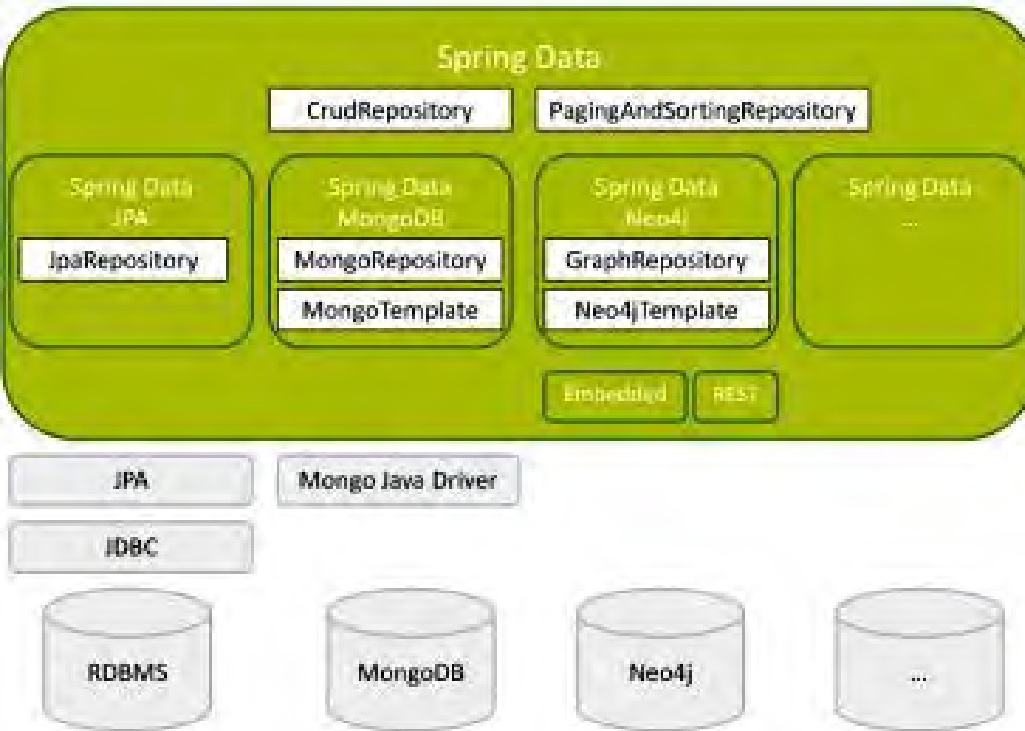 Spring Data
CrudRepository
PagingAndSortingRepository
Spring Data
JPA
JpaRepository
Spring Data
MongoDB
MongoRepository
MongoTemplate
Spring Data
Neo4j
GraphRepository
Neo4jTemplate
Spring Data
...
Embedded
REST
JPA
Mongo Java Driver
JDBC
RDBMS
MongoDB
Neo4j
...